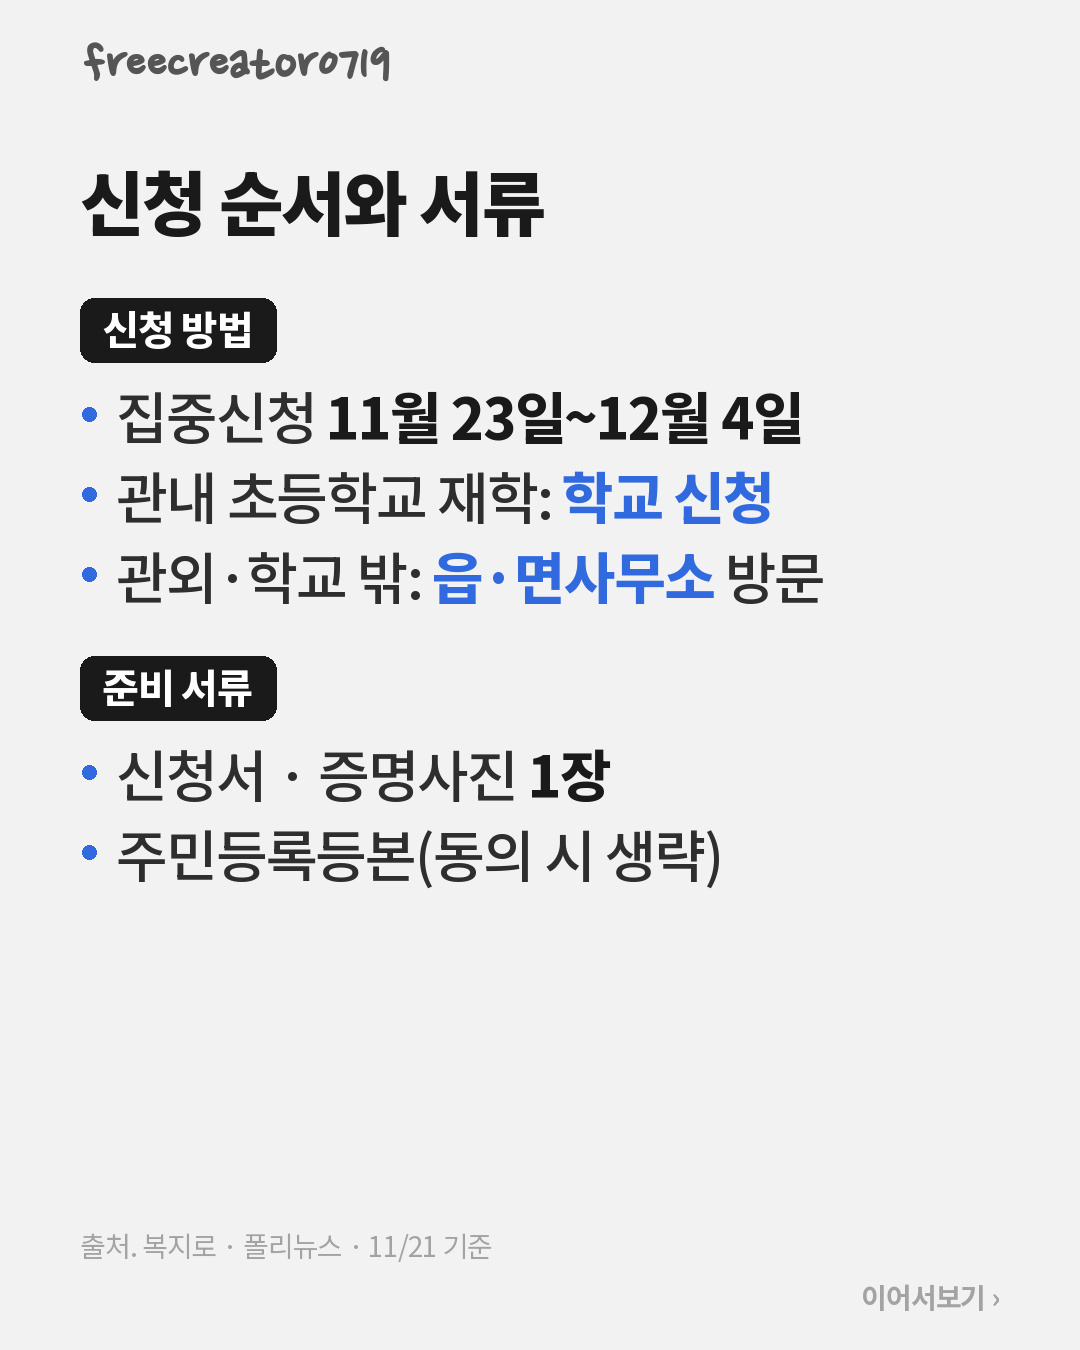 freecreator0719
신청 순서와 서류
신청 방법
• 집중신청 11월 23일~12월 4일
• 관내 초등학교 재학: 학교 신청
• 관외·학교 밖: 읍·면사무소 방문
준비 서류
• 신청서 · 증명사진 1장
• 주민등록등본(동의 시 생략)
출처. 복지로 · 폴리뉴스 · 11/21 기준
이어서보기 ›